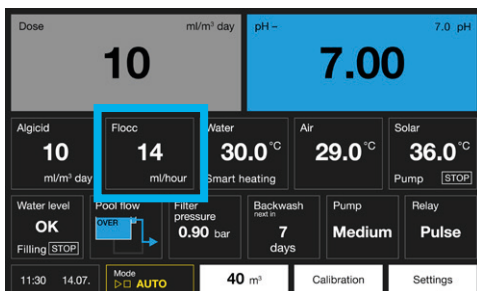 Dose ml/m³ day
10
pH – 7.0 pH
7.00
Algicid
10
ml/m³ day
Flocc
14
ml/hour
Water
30.0 °C
Smart heating
Air
29.0 °C
Solar
36.0 °C
Pump STOP
Water level
OK
Filling STOP
Pool flow
OVER
Filter
pressure
0.90 bar
Backwash
next in
7
days
Pump
Medium
Relay
Pulse
11:30 14.07.
Mode
AUTO
40 m³
Calibration
Settings